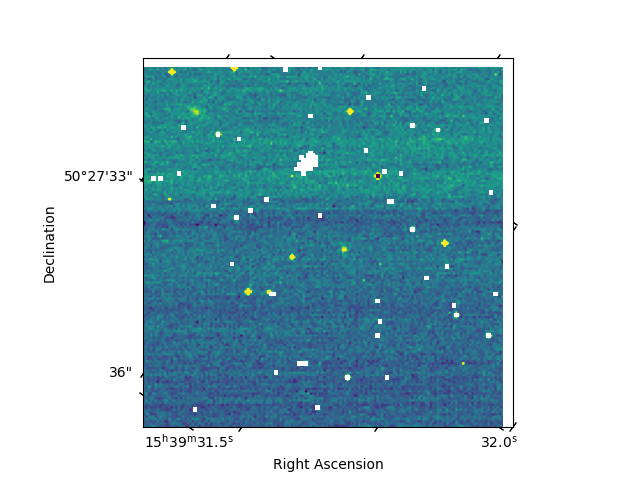 50°27'33"
Declination
36"
15ʰ39ᵐ31.5ˢ
32.0ˢ
Right Ascension